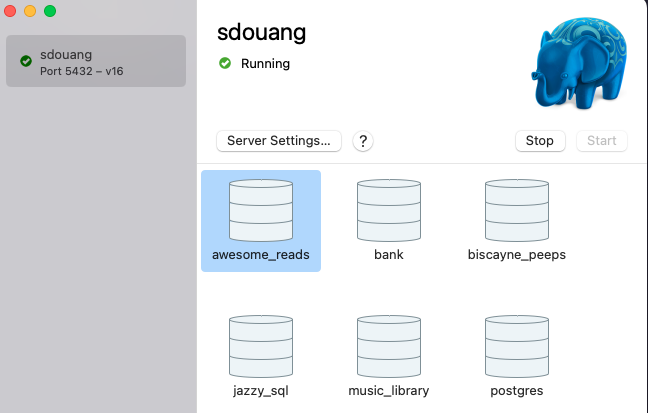 sdouang
Port 5432 – v16
sdouang
Running
Server Settings...
?
Stop
Start
awesome_reads
bank
biscayne_peeps
jazzy_sql
music_library
postgres